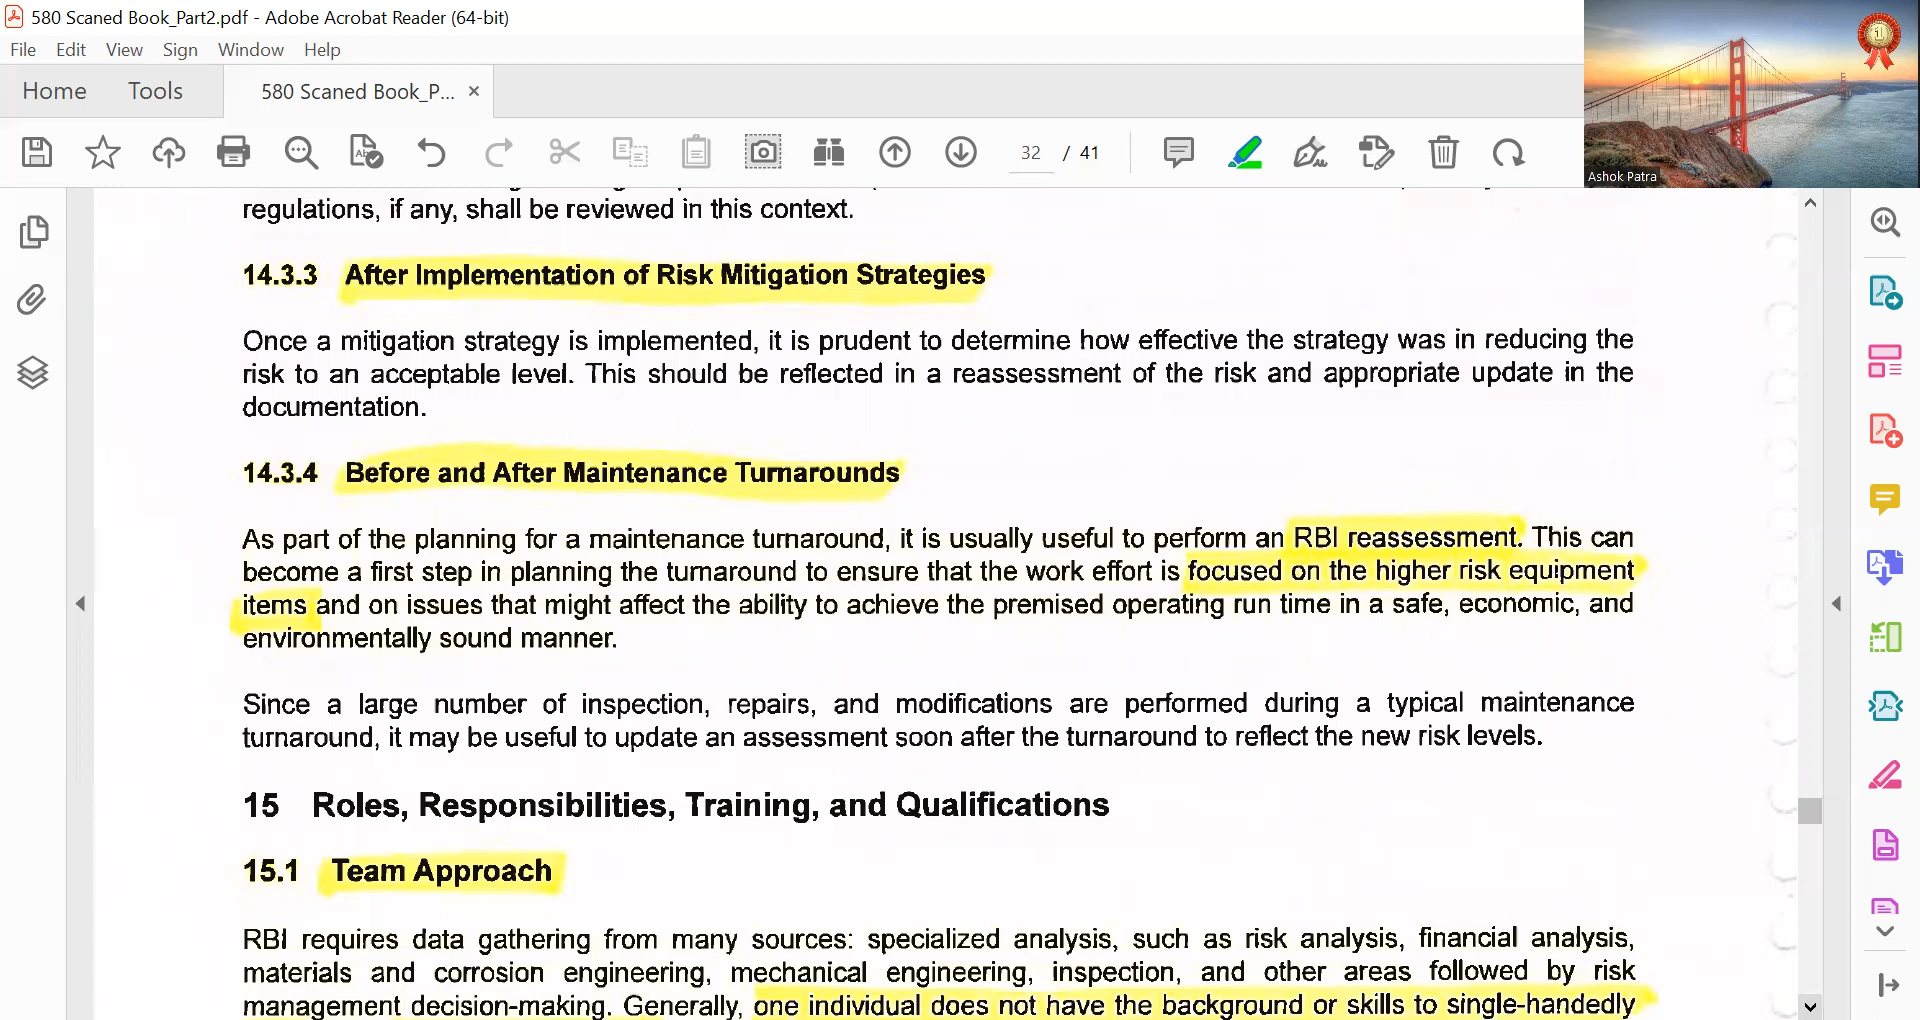 580 Scaned Book_Part2.pdf - Adobe Acrobat Reader (64-bit)
File Edit View Sign Window Help
Home Tools 580 Scaned Book_P... ×
32 / 41
1
Ashok Patra
regulations, if any, shall be reviewed in this context.
14.3.3 After Implementation of Risk Mitigation Strategies
Once a mitigation strategy is implemented, it is prudent to determine how effective the strategy was in reducing the
risk to an acceptable level. This should be reflected in a reassessment of the risk and appropriate update in the
documentation.
14.3.4 Before and After Maintenance Turnarounds
As part of the planning for a maintenance turnaround, it is usually useful to perform an RBI reassessment. This can
become a first step in planning the turnaround to ensure that the work effort is focused on the higher risk equipment
items and on issues that might affect the ability to achieve the premised operating run time in a safe, economic, and
environmentally sound manner.
Since a large number of inspection, repairs, and modifications are performed during a typical maintenance
turnaround, it may be useful to update an assessment soon after the turnaround to reflect the new risk levels.
15 Roles, Responsibilities, Training, and Qualifications
15.1 Team Approach
RBI requires data gathering from many sources: specialized analysis, such as risk analysis, financial analysis,
materials and corrosion engineering, mechanical engineering, inspection, and other areas followed by risk
management decision-making. Generally, one individual does not have the background or skills to single-handedly